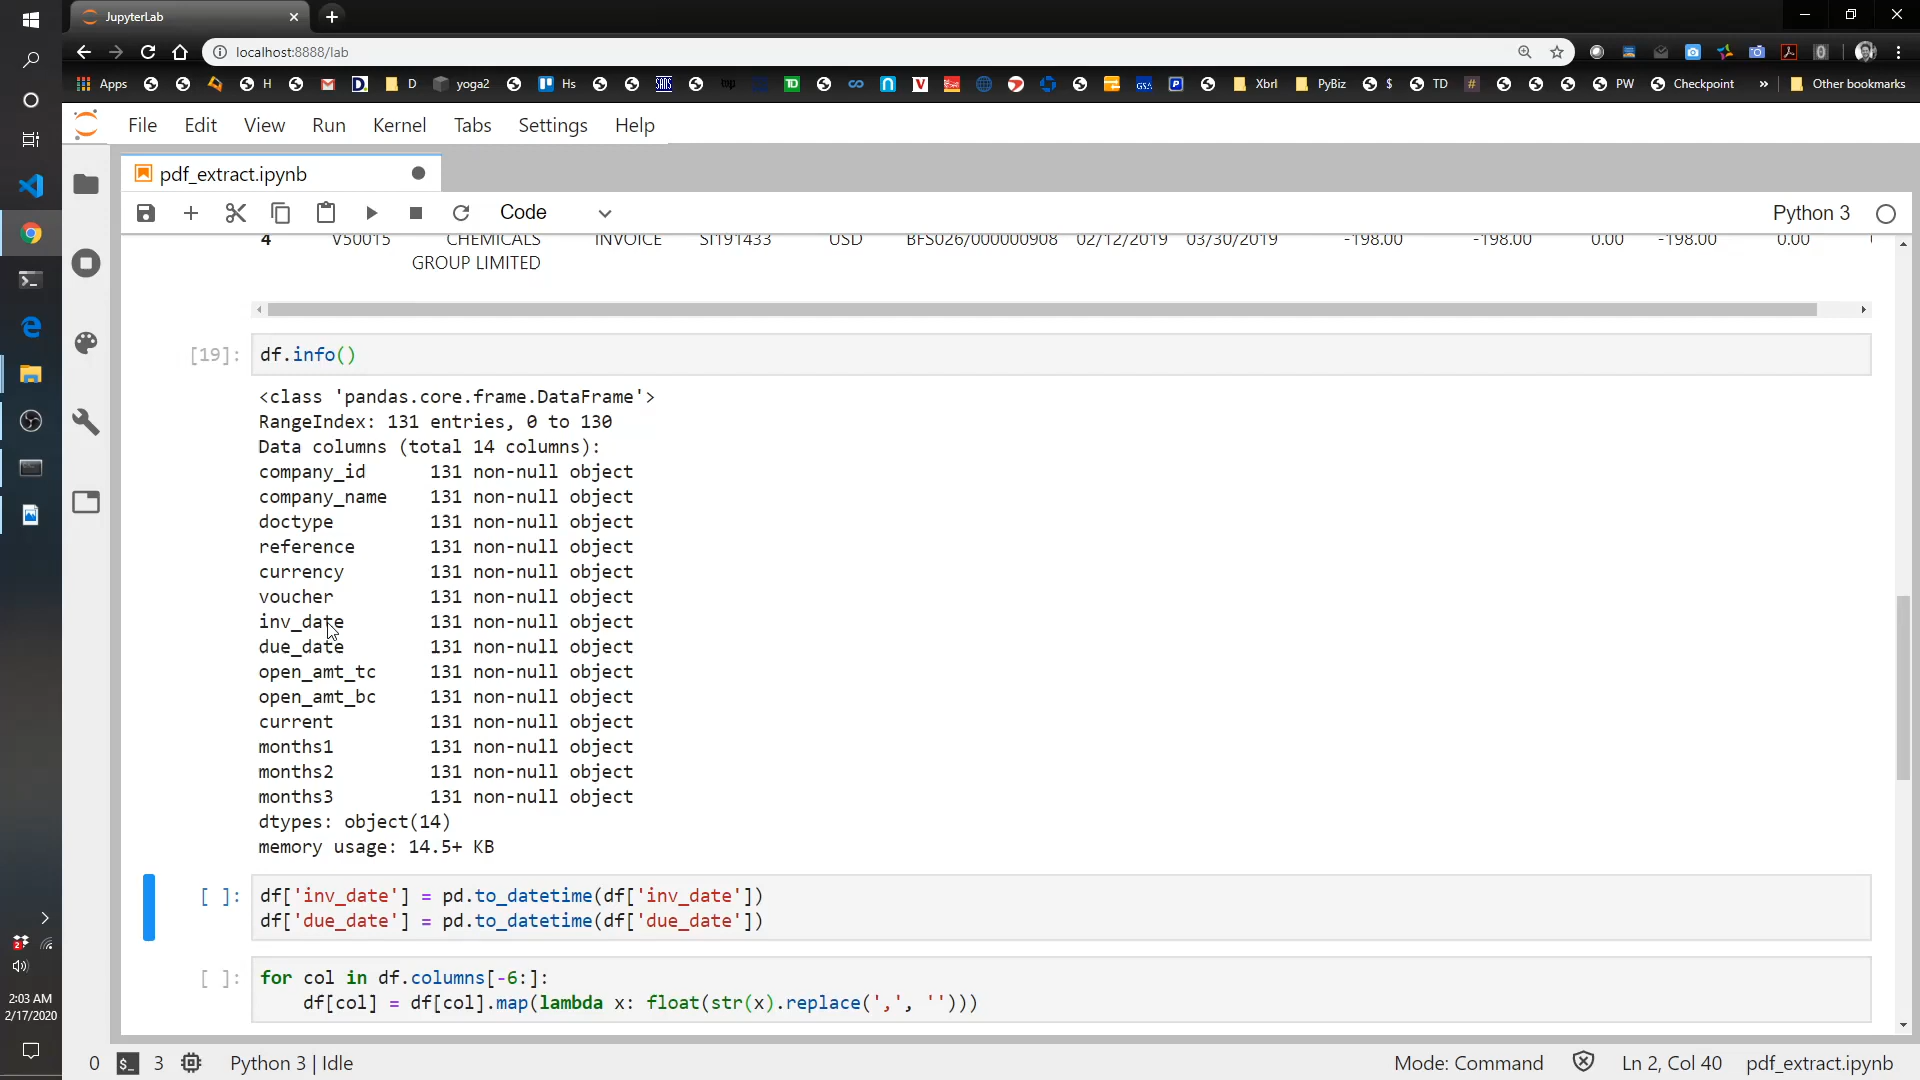 JupyterLab
localhost:8888/lab
Apps H D yoga2 Hs Xbrl PyBiz $ TD # PW Checkpoint » Other bookmarks
File Edit View Run Kernel Tabs Settings Help
pdf_extract.ipynb
Code Python 3
4 V50015 CHEMICALS INVOICE SI191433 USD BFS026/000000908 02/12/2019 03/30/2019 -198.00 -198.00 0.00 -198.00 0.00
GROUP LIMITED
[19]: df.info()
<class 'pandas.core.frame.DataFrame'>
RangeIndex: 131 entries, 0 to 130
Data columns (total 14 columns):
company_id 131 non-null object
company_name 131 non-null object
doctype 131 non-null object
reference 131 non-null object
currency 131 non-null object
voucher 131 non-null object
inv_date 131 non-null object
due_date 131 non-null object
open_amt_tc 131 non-null object
open_amt_bc 131 non-null object
current 131 non-null object
months1 131 non-null object
months2 131 non-null object
months3 131 non-null object
dtypes: object(14)
memory usage: 14.5+ KB
[ ]: df['inv_date'] = pd.to_datetime(df['inv_date'])
df['due_date'] = pd.to_datetime(df['due_date'])
[ ]: for col in df.columns[-6:]:
df[col] = df[col].map(lambda x: float(str(x).replace(',', '')))
2:03 AM
2/17/2020
0 $_ 3 Python 3 | Idle Mode: Command Ln 2, Col 40 pdf_extract.ipynb